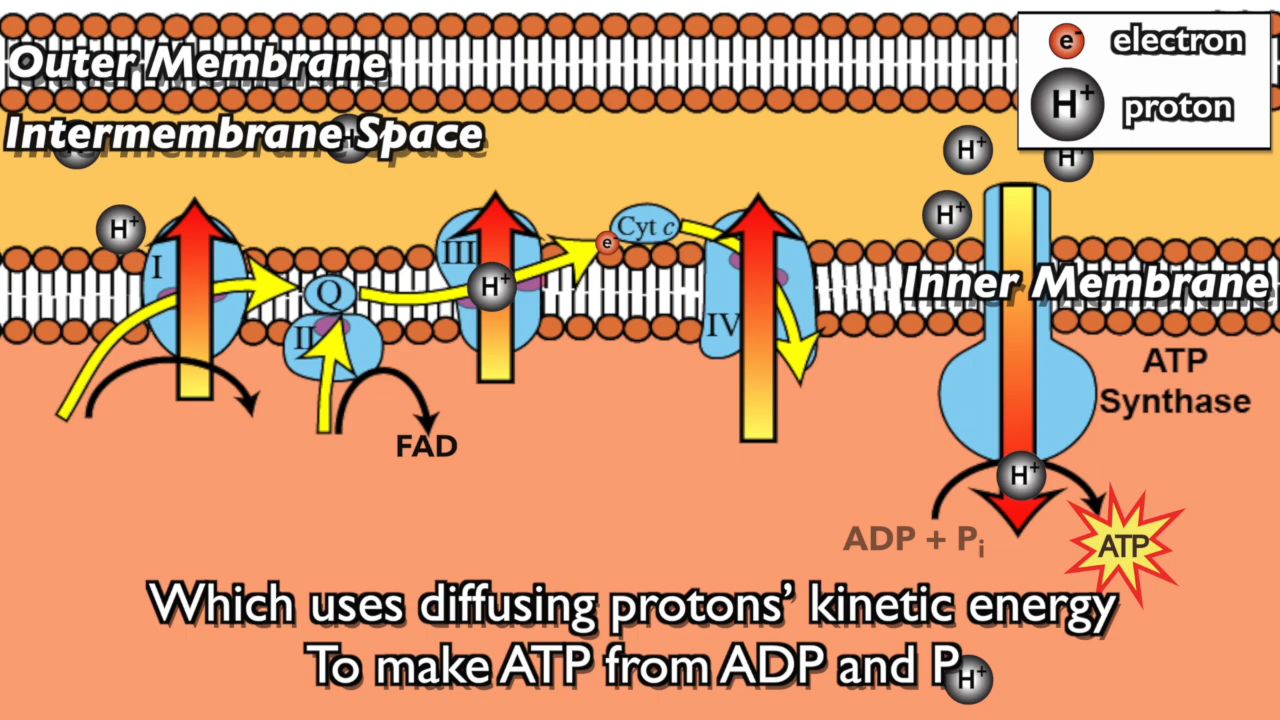 Outer Membrane
e⁻ electron
H⁺ proton
Intermembrane Space
H⁺
H⁺
H⁺
H⁺
H⁺
H⁺
I
Q
II
III
H⁺
e⁻
Cyt c
IV
Inner Membrane
ATP
Synthase
FAD
H⁺
ADP + Pi
ATP
Which uses diffusing protons’ kinetic energy
To make ATP from ADP and P
H⁺